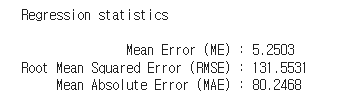 Regression statistics
Mean Error (ME) : 5.2503
Root Mean Squared Error (RMSE) : 131.5531
Mean Absolute Error (MAE) : 80.2468